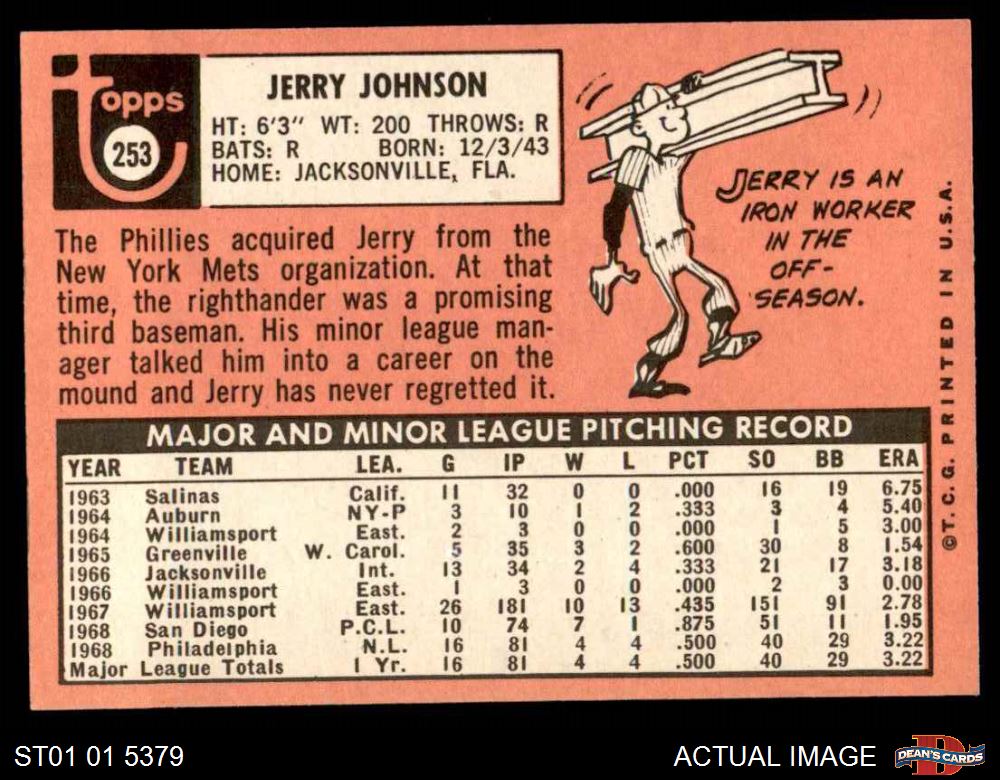 Topps
253
JERRY JOHNSON
HT: 6'3" WT: 200 THROWS: R
BATS: R BORN: 12/3/43
HOME: JACKSONVILLE, FLA.
The Phillies acquired Jerry from the
New York Mets organization. At that
time, the righthander was a promising
third baseman. His minor league man-
ager talked him into a career on the
mound and Jerry has never regretted it.
JERRY IS AN
IRON WORKER
IN THE
OFF-
SEASON.
©T. C. G. PRINTED IN U.S.A.
MAJOR AND MINOR LEAGUE PITCHING RECORD
YEAR TEAM LEA. G IP W L PCT SO BB ERA
1963 Salinas Calif. 11 32 0 0 .000 16 19 6.75
1964 Auburn NY-P 3 10 1 2 .333 3 4 5.40
1964 Williamsport East. 2 3 0 0 .000 1 5 3.00
1965 Greenville W. Carol. 5 35 3 2 .600 30 8 1.54
1966 Jacksonville Int. 13 34 2 4 .333 21 17 3.18
1966 Williamsport East. 1 3 0 0 .000 2 3 0.00
1967 Williamsport East. 26 181 10 13 .435 151 91 2.78
1968 San Diego P.C.L. 10 74 7 1 .875 51 11 1.95
1968 Philadelphia N.L. 16 81 4 4 .500 40 29 3.22
Major League Totals 1 Yr. 16 81 4 4 .500 40 29 3.22
ST01 01 5379
ACTUAL IMAGE
D
DEAN'S CARDS